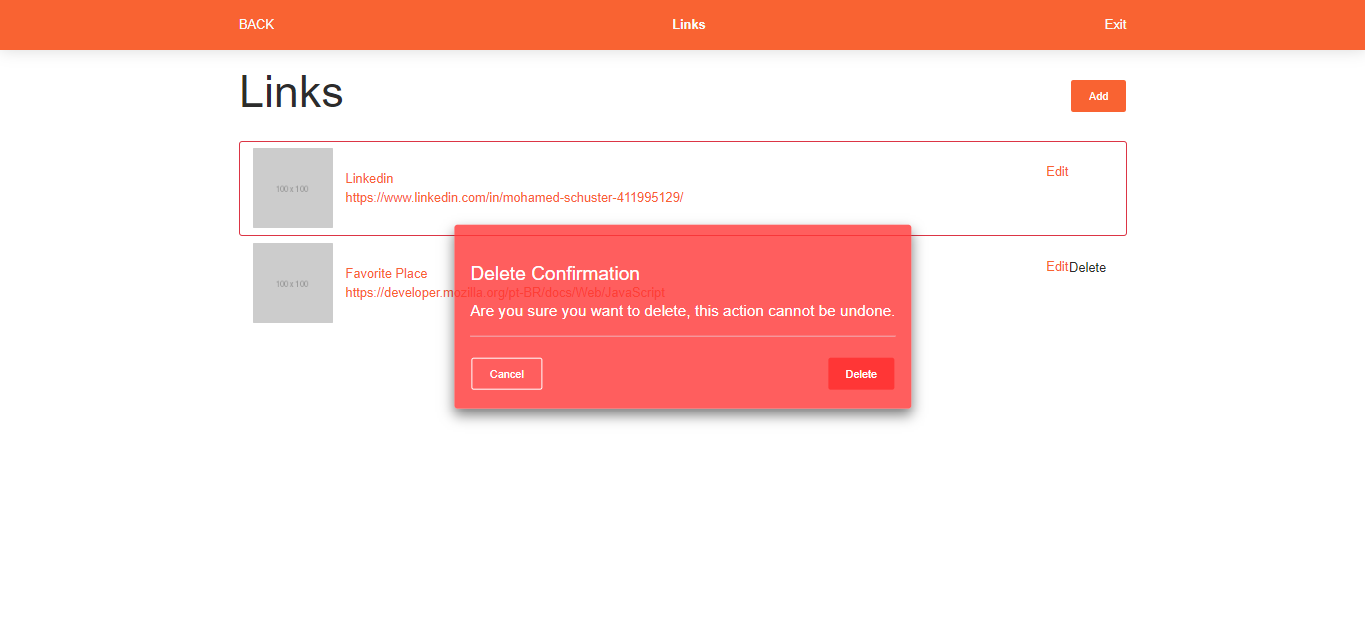 BACK Links Exit
Links
Add
100 x 100
Linkedin
https://www.linkedin.com/in/mohamed-schuster-411995129/
Edit
100 x 100
Favorite Place
https://developer.mozilla.org/pt-BR/docs/Web/JavaScript
EditDelete
Delete Confirmation
Are you sure you want to delete, this action cannot be undone.
Cancel Delete